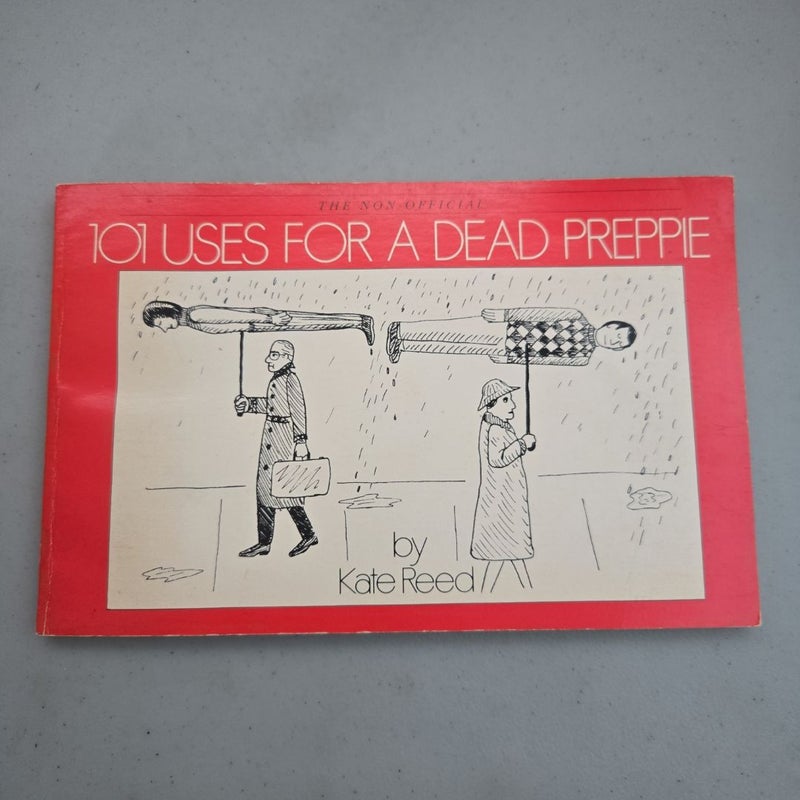 THE NON-OFFICIAL
101 USES FOR A DEAD PREPPIE
by
Kate Reed